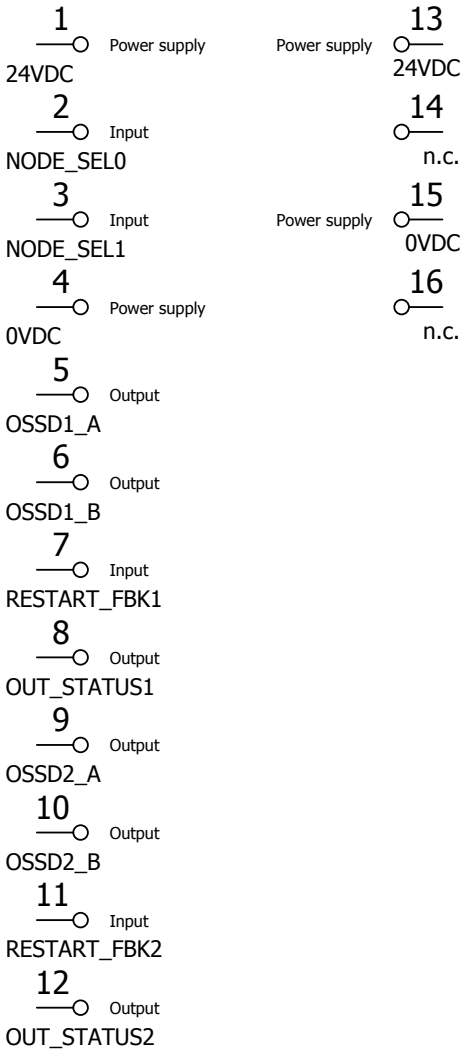 1
Power supply
24VDC
2
Input
NODE_SEL0
3
Input
NODE_SEL1
4
Power supply
0VDC
5
Output
OSSD1_A
6
Output
OSSD1_B
7
Input
RESTART_FBK1
8
Output
OUT_STATUS1
9
Output
OSSD2_A
10
Output
OSSD2_B
11
Input
RESTART_FBK2
12
Output
OUT_STATUS2
13
Power supply
24VDC
14
n.c.
15
Power supply
0VDC
16
n.c.